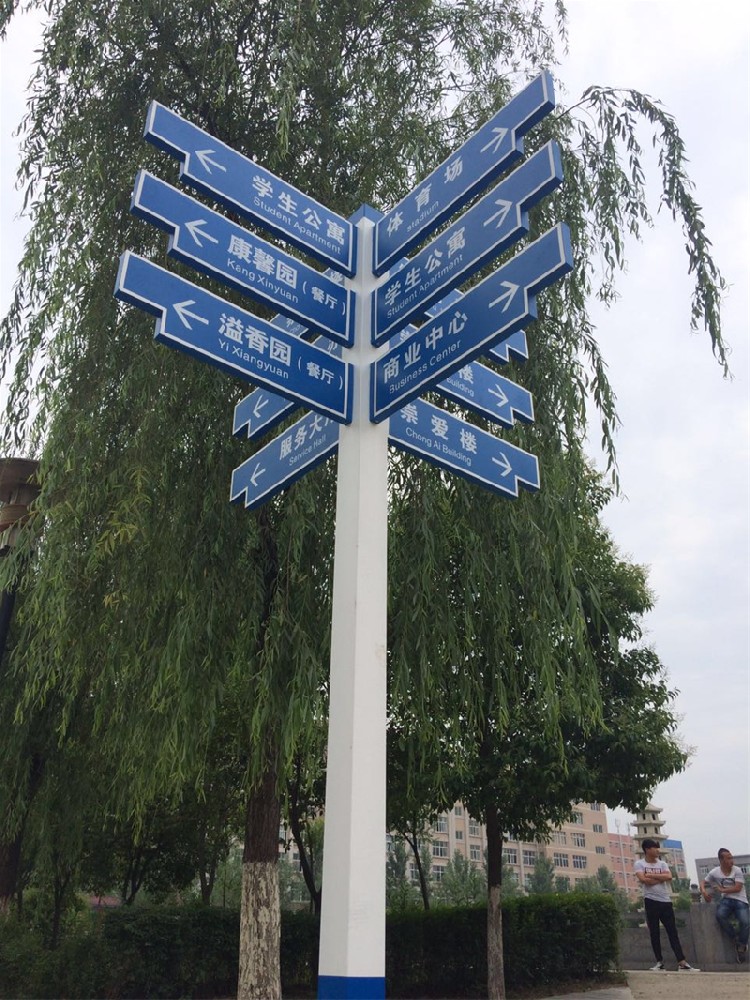 学生公寓
Student Apartment
康馨园（餐厅）
Kang Xinyuan
溢香园（餐厅）
Yi Xiangyuan
体育场
stadium
学生公寓
Student Apartment
商业中心
Business Center
服务大
Service Hall
楼
Building
崇爱楼
Chong Ai Building